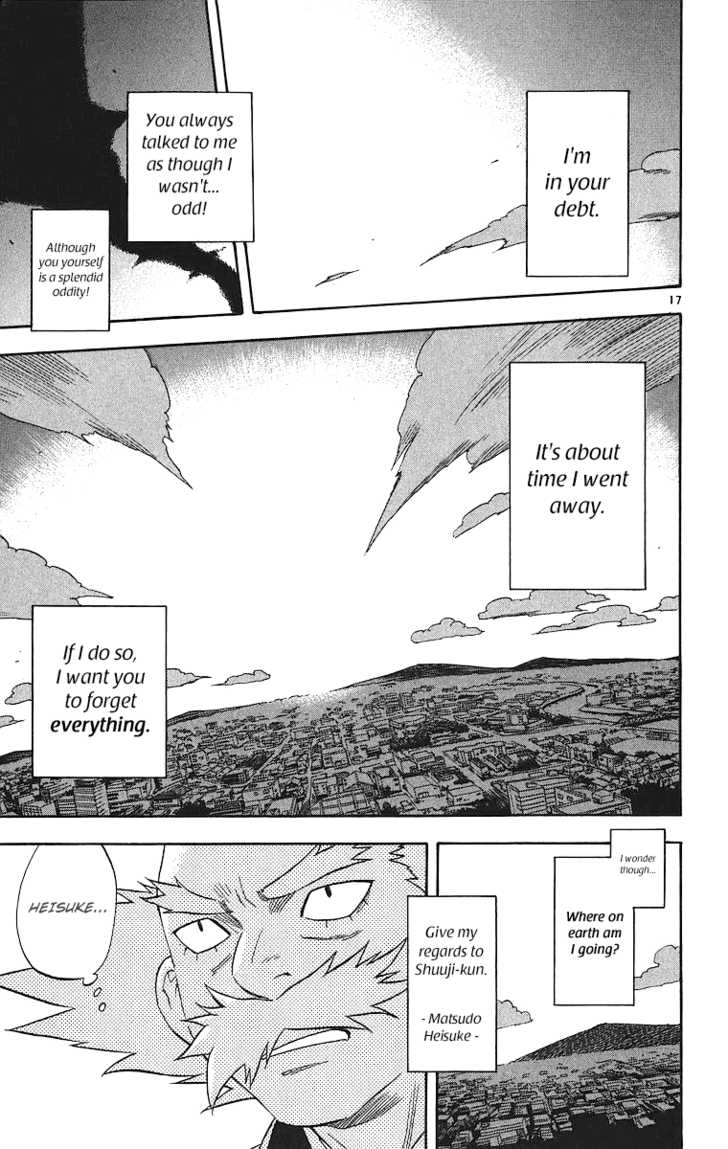 I'm
in your
debt.
You always
talked to me
as though I
wasn't...
odd!
Although
you yourself
is a splendid
oddity!
17
It's about
time I went
away.
If I do so,
I want you
to forget
everything.
I wonder
though...
Where on
earth am
I going?
Give my
regards to
Shuuji-kun.
- Matsudo
Heisuke -
HEISUKE...